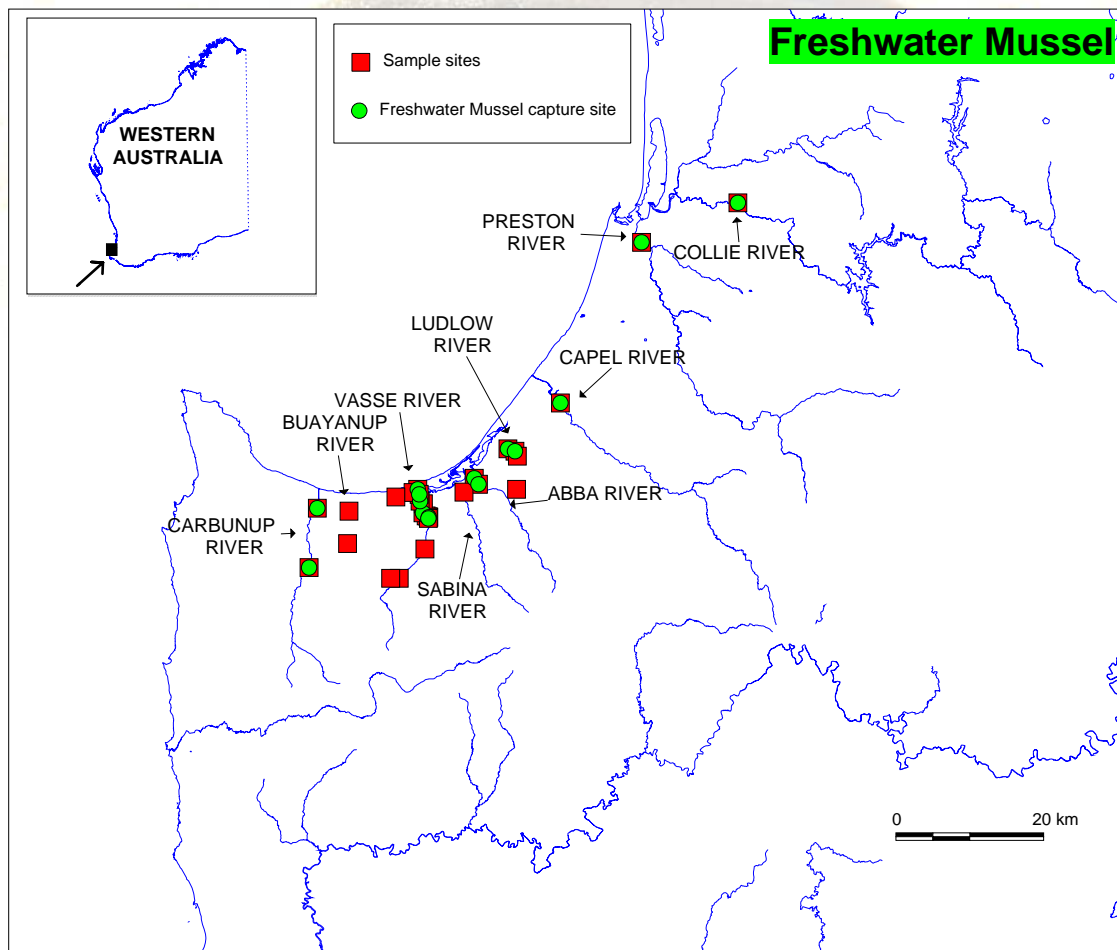 Freshwater Mussel
Sample sites
Freshwater Mussel capture site
WESTERN
AUSTRALIA
PRESTON
RIVER
COLLIE RIVER
LUDLOW
RIVER
CAPEL RIVER
VASSE RIVER
BUAYANUP
RIVER
ABBA RIVER
CARBUNUP
RIVER
SABINA
RIVER
0 20 km